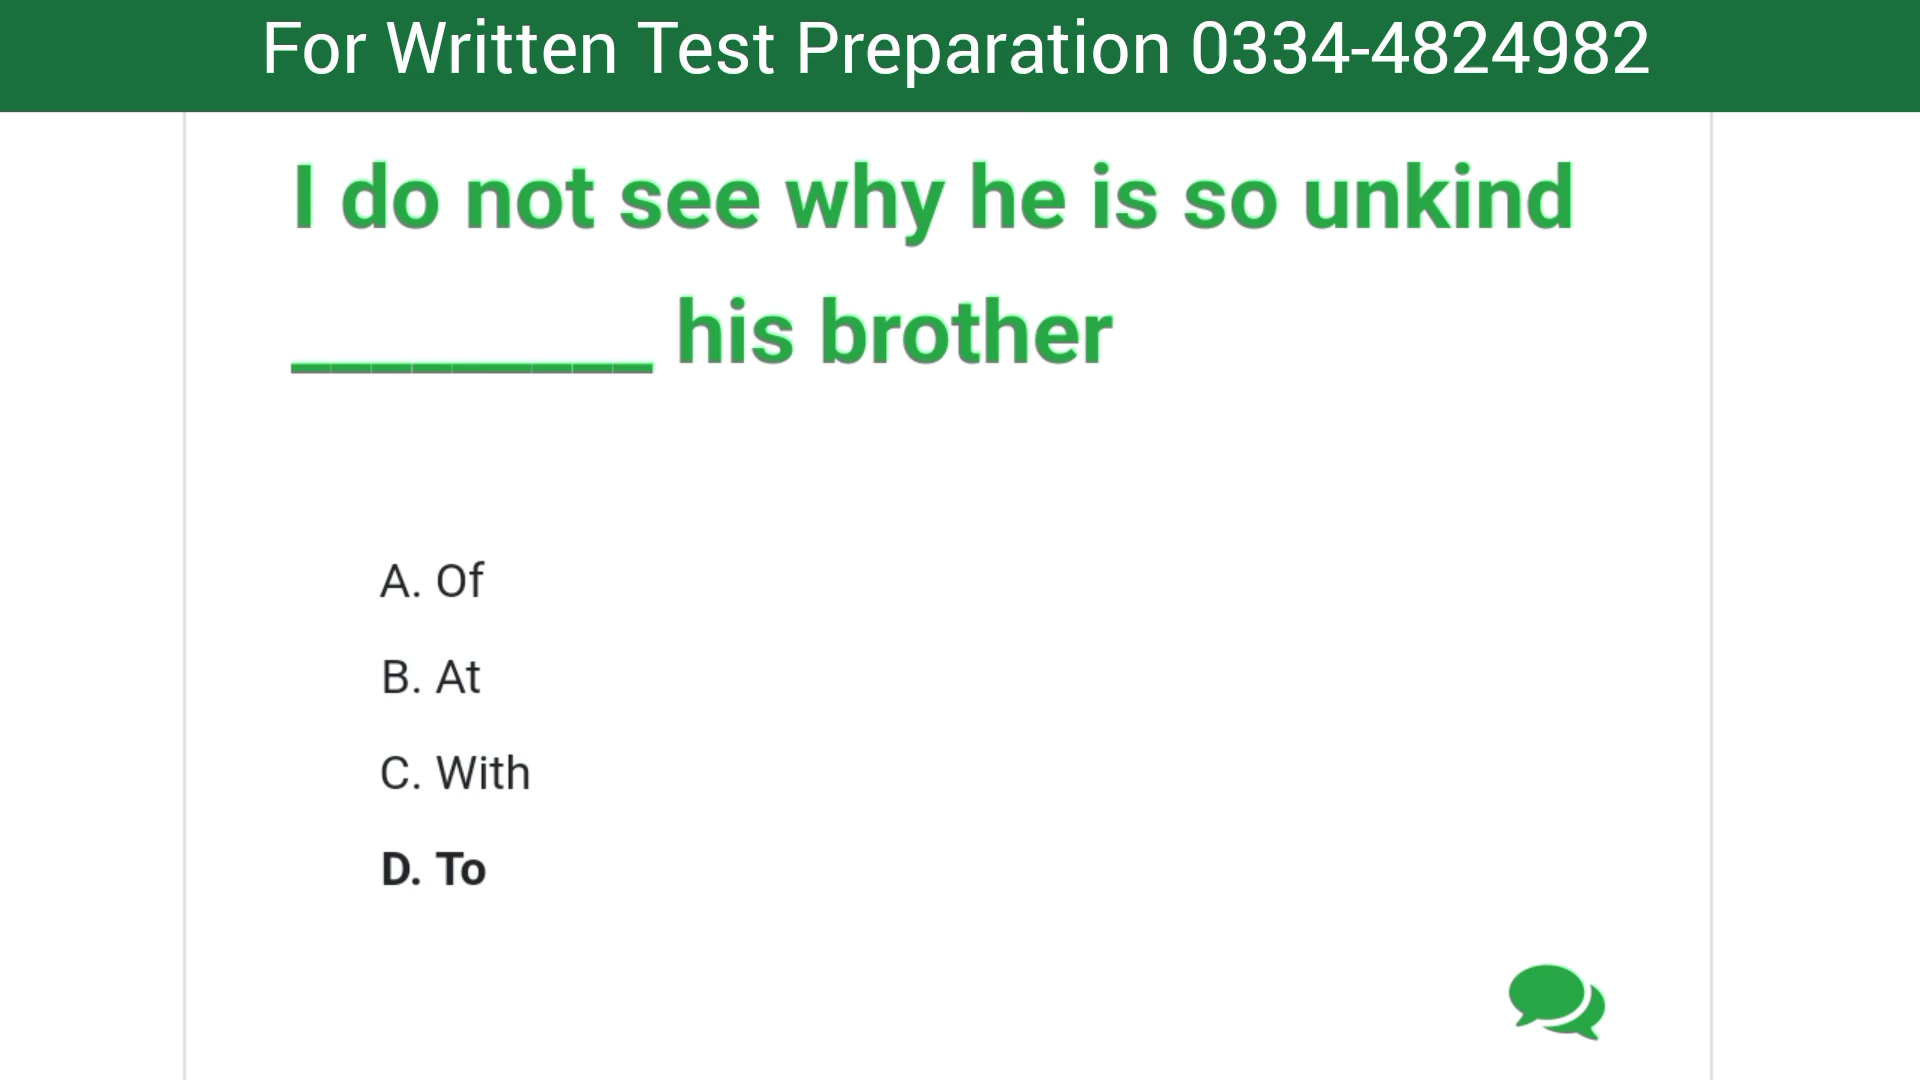 For Written Test Preparation 0334-4824982
I do not see why he is so unkind
_________ his brother
A. Of
B. At
C. With
D. To